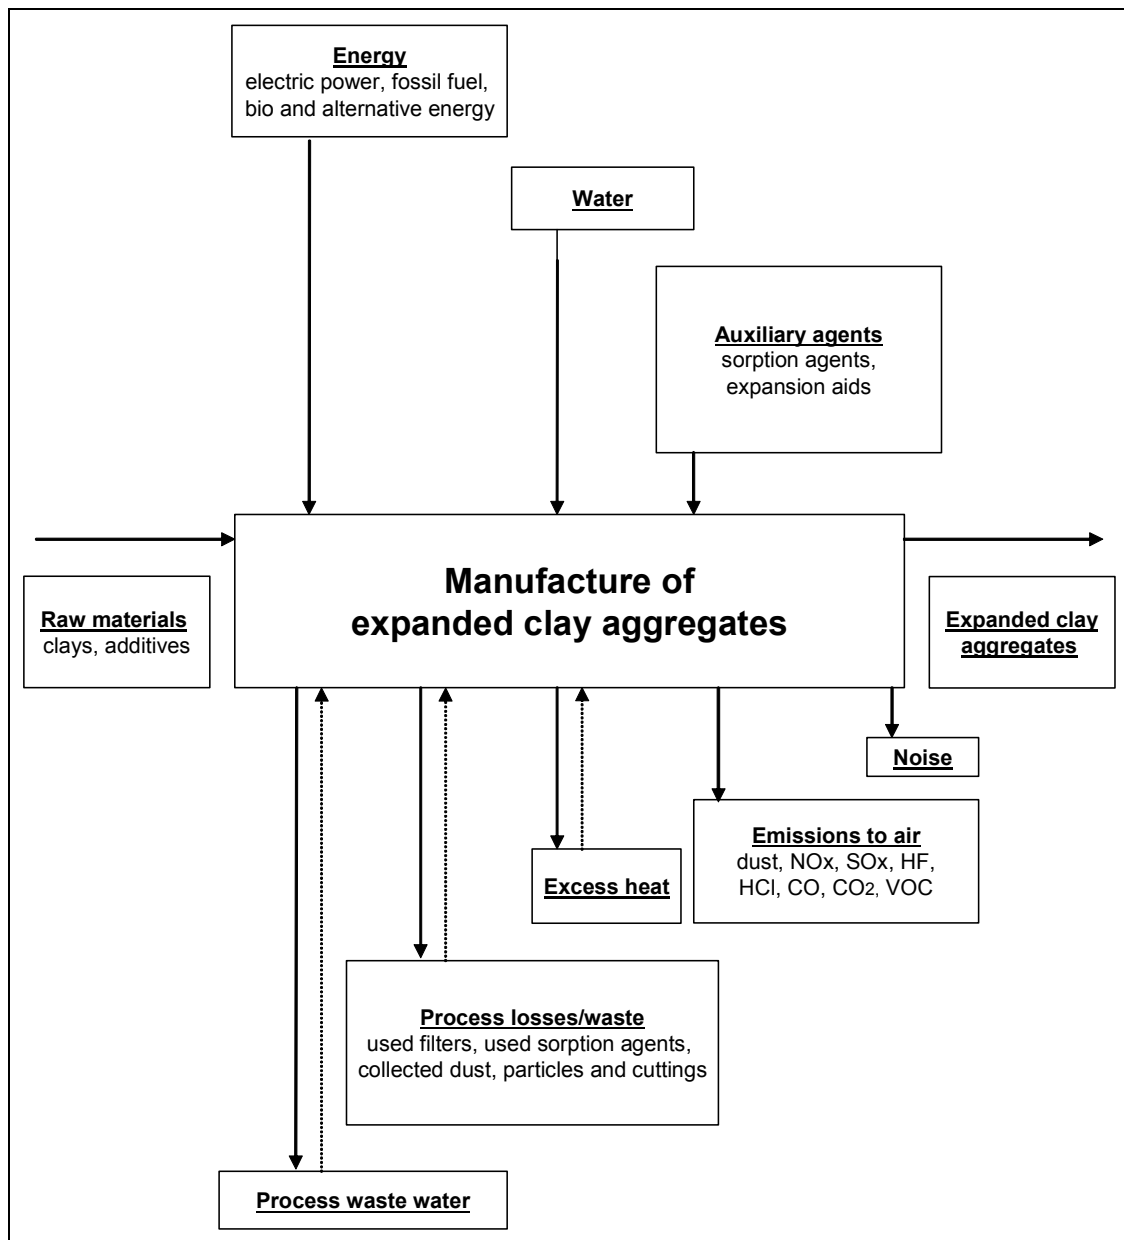 Energy
electric power, fossil fuel,
bio and alternative energy
Water
Auxiliary agents
sorption agents,
expansion aids
Manufacture of
expanded clay aggregates
Raw materials
clays, additives
Expanded clay
aggregates
Noise
Emissions to air
dust, NOx, SOx, HF,
HCl, CO, CO2, VOC
Excess heat
Process losses/waste
used filters, used sorption agents,
collected dust, particles and cuttings
Process waste water